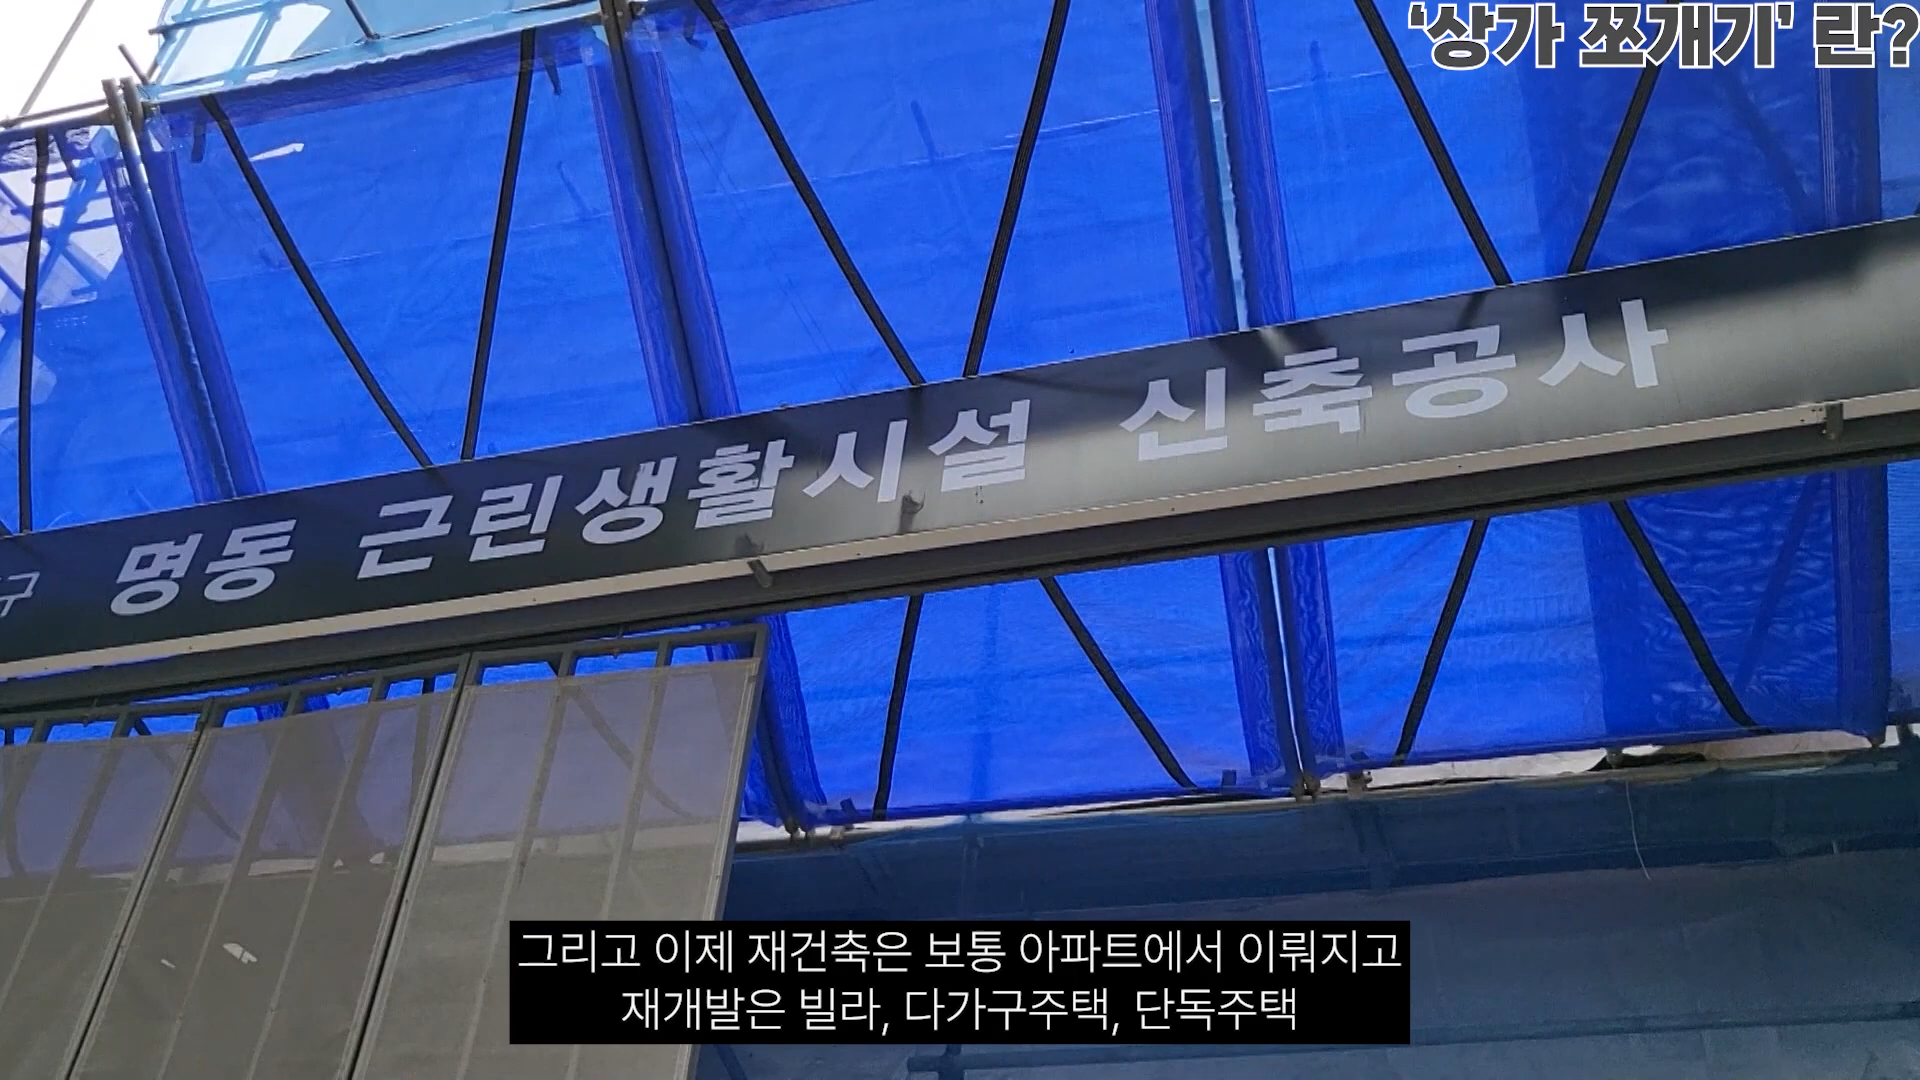 ‘상가 쪼개기’ 란?
구 명동 근린생활시설 신축공사
그리고 이제 재건축은 보통 아파트에서 이뤄지고
재개발은 빌라, 다가구주택, 단독주택